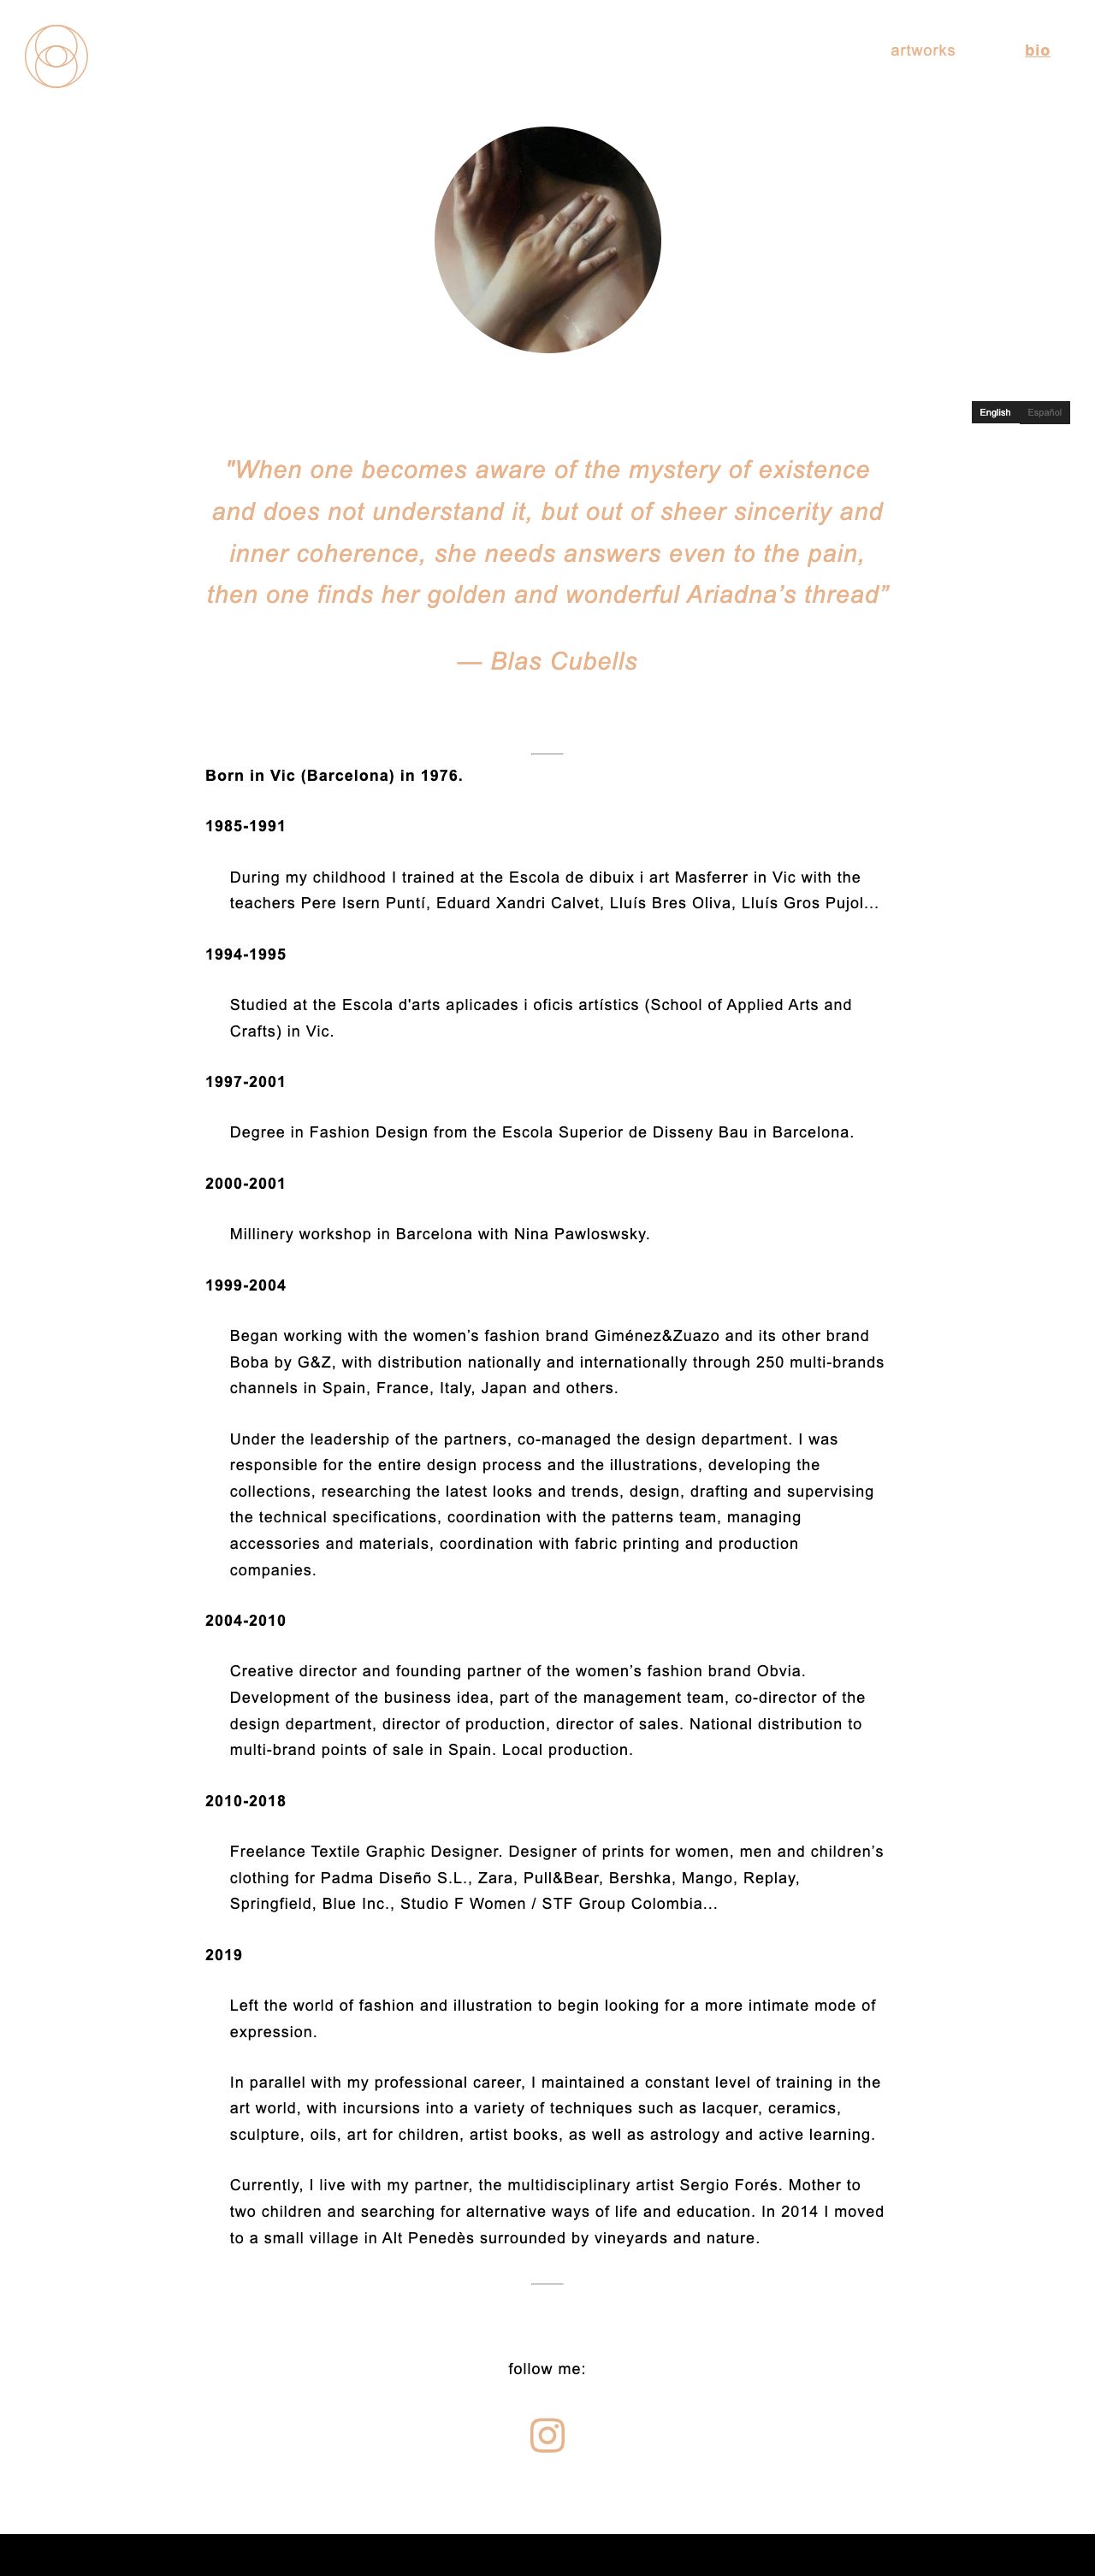 artworks
bio
English
Español
"When one becomes aware of the mystery of existence
and does not understand it, but out of sheer sincerity and
inner coherence, she needs answers even to the pain,
then one finds her golden and wonderful Ariadna’s thread”
— Blas Cubells
Born in Vic (Barcelona) in 1976.
1985-1991
During my childhood I trained at the Escola de dibuix i art Masferrer in Vic with the
teachers Pere Isern Puntí, Eduard Xandri Calvet, Lluís Bres Oliva, Lluís Gros Pujol...
1994-1995
Studied at the Escola d'arts aplicades i oficis artístics (School of Applied Arts and
Crafts) in Vic.
1997-2001
Degree in Fashion Design from the Escola Superior de Disseny Bau in Barcelona.
2000-2001
Millinery workshop in Barcelona with Nina Pawloswsky.
1999-2004
Began working with the women’s fashion brand Giménez&Zuazo and its other brand
Boba by G&Z, with distribution nationally and internationally through 250 multi-brands
channels in Spain, France, Italy, Japan and others.
Under the leadership of the partners, co-managed the design department. I was
responsible for the entire design process and the illustrations, developing the
collections, researching the latest looks and trends, design, drafting and supervising
the technical specifications, coordination with the patterns team, managing
accessories and materials, coordination with fabric printing and production
companies.
2004-2010
Creative director and founding partner of the women’s fashion brand Obvia.
Development of the business idea, part of the management team, co-director of the
design department, director of production, director of sales. National distribution to
multi-brand points of sale in Spain. Local production.
2010-2018
Freelance Textile Graphic Designer. Designer of prints for women, men and children’s
clothing for Padma Diseño S.L., Zara, Pull&Bear, Bershka, Mango, Replay,
Springfield, Blue Inc., Studio F Women / STF Group Colombia...
2019
Left the world of fashion and illustration to begin looking for a more intimate mode of
expression.
In parallel with my professional career, I maintained a constant level of training in the
art world, with incursions into a variety of techniques such as lacquer, ceramics,
sculpture, oils, art for children, artist books, as well as astrology and active learning.
Currently, I live with my partner, the multidisciplinary artist Sergio Forés. Mother to
two children and searching for alternative ways of life and education. In 2014 I moved
to a small village in Alt Penedès surrounded by vineyards and nature.
follow me: